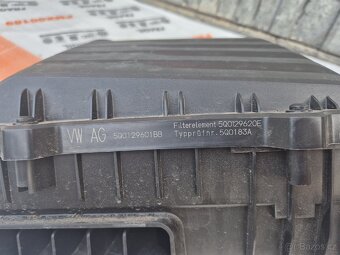 VW AG 5Q0129601BB Filterelement 5Q0129620E
Typprüfnr. 5Q0183A